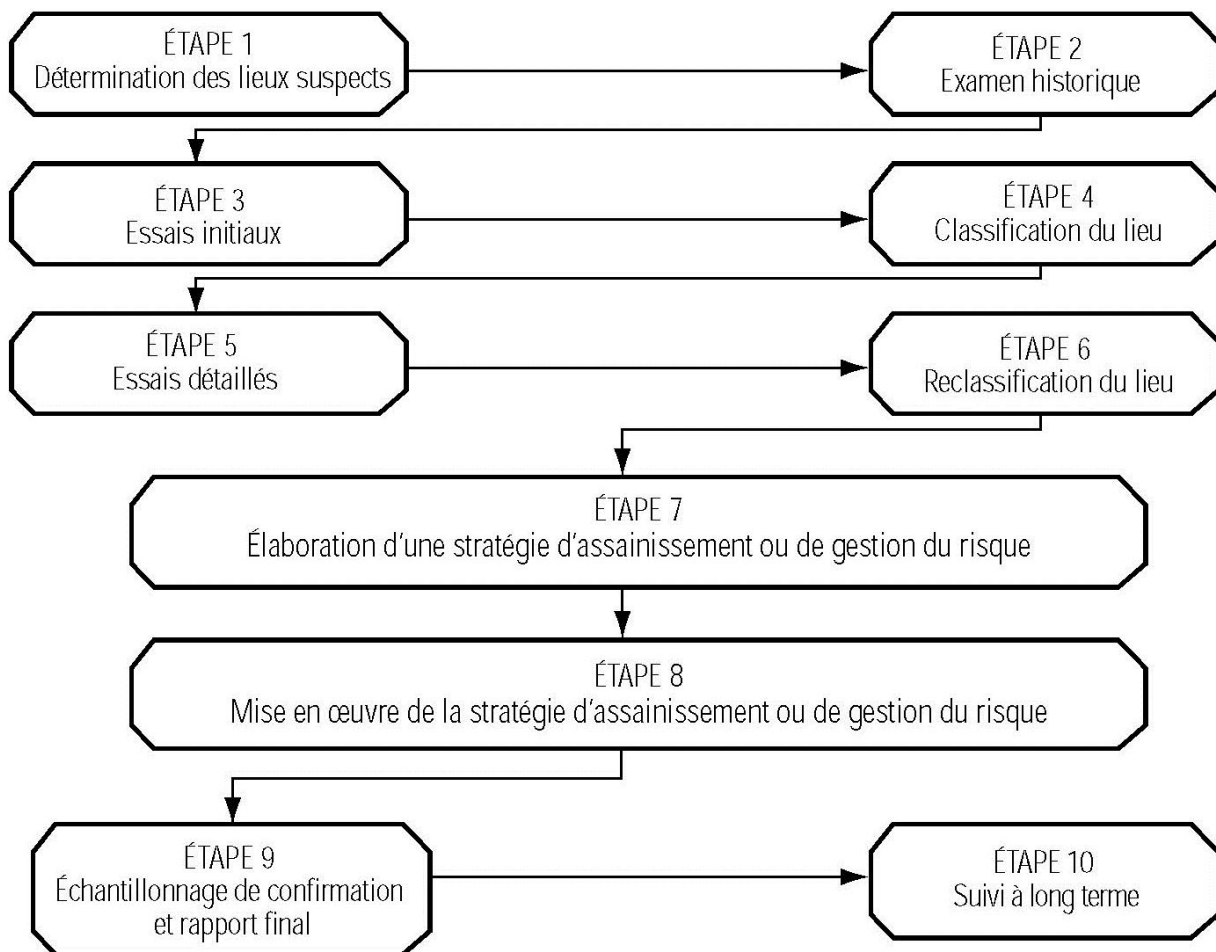 ÉTAPE 1
Détermination des lieux suspects
ÉTAPE 2
Examen historique
ÉTAPE 3
Essais initiaux
ÉTAPE 4
Classification du lieu
ÉTAPE 5
Essais détaillés
ÉTAPE 6
Reclassification du lieu
ÉTAPE 7
Élaboration d'une stratégie d'assainissement ou de gestion du risque
ÉTAPE 8
Mise en œuvre de la stratégie d'assainissement ou de gestion du risque
ÉTAPE 9
Échantillonnage de confirmation
et rapport final
ÉTAPE 10
Suivi à long terme